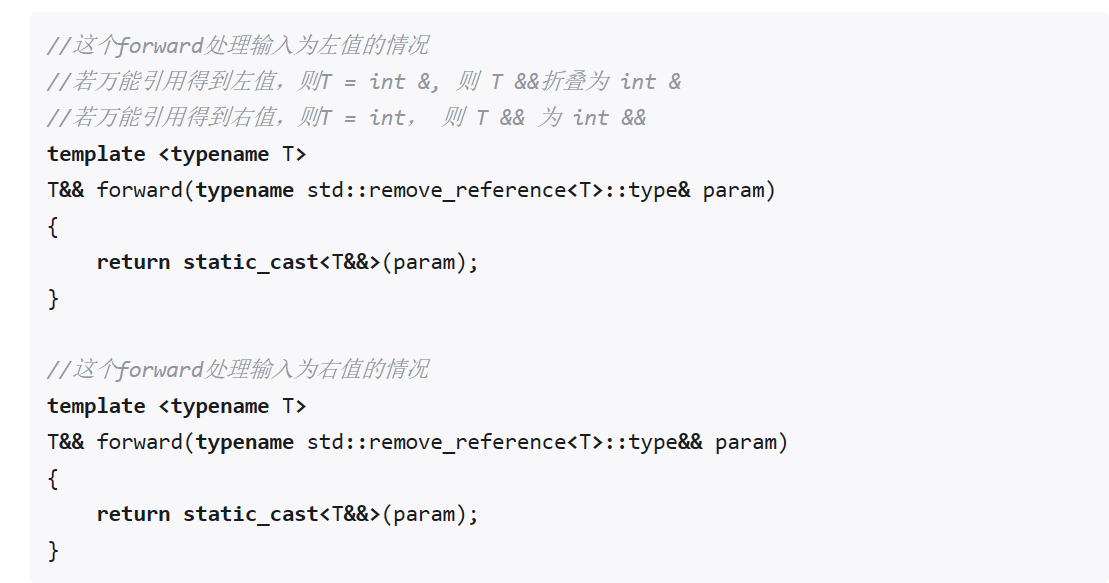 //这个forward处理输入为左值的情况
//若万能引用得到左值，则T = int &, 则 T &&折叠为 int &
//若万能引用得到右值，则T = int， 则 T && 为 int &&
template <typename T>
T&& forward(typename std::remove_reference<T>::type& param)
{
    return static_cast<T&&>(param);
}

//这个forward处理输入为右值的情况
template <typename T>
T&& forward(typename std::remove_reference<T>::type&& param)
{
    return static_cast<T&&>(param);
}